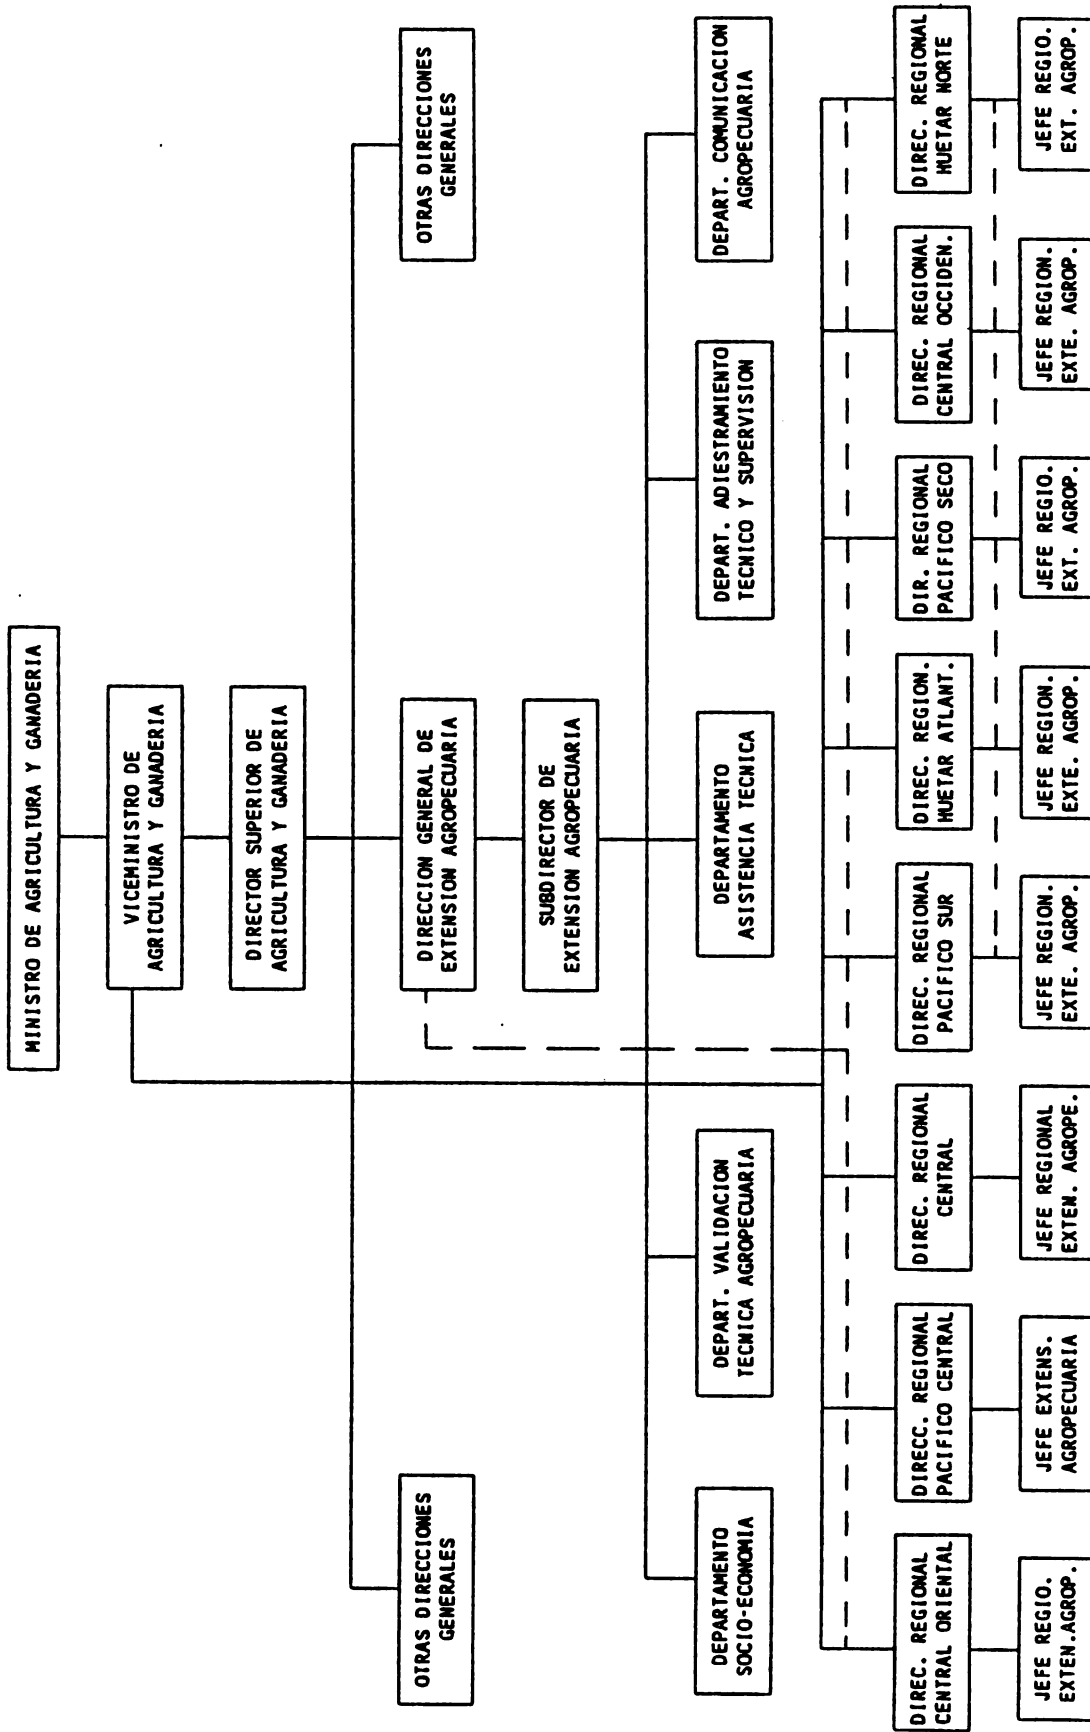 MINISTRO DE AGRICULTURA Y GANADERIA
VICEMINISTRO DE
AGRICULTURA Y GANADERIA
DIRECTOR SUPERIOR DE
AGRICULTURA Y GANADERIA
OTRAS DIRECCIONES
GENERALES
DIRECCION GENERAL DE
EXTENSION AGROPECUARIA
OTRAS DIRECCIONES
GENERALES
SUBDIRECTOR DE
EXTENSION AGROPECUARIA
DEPARTAMENTO
SOCIO-ECONOMIA
DEPART. VALIDACION
TECNICA AGROPECUARIA
DEPARTAMENTO
ASISTENCIA TECNICA
DEPART. ADIESTRAMIENTO
TECNICO Y SUPERVISION
DEPART. COMUNICACION
AGROPECUARIA
DIREC. REGIONAL
CENTRAL ORIENTAL
DIRECC. REGIONAL
PACIFICO CENTRAL
DIREC. REGIONAL
CENTRAL
DIREC. REGIONAL
PACIFICO SUR
DIREC. REGION.
HUETAR ATLANT.
DIR. REGIONAL
PACIFICO SECO
DIREC. REGIONAL
CENTRAL OCCIDEN.
DIREC. REGIONAL
HUETAR NORTE
JEFE REGIO.
EXTEN.AGROP.
JEFE EXTENS.
AGROPECUARIA
JEFE REGIONAL
EXTEN. AGROPE.
JEFE REGION.
EXTE. AGROP.
JEFE REGION.
EXTE. AGROP.
JEFE REGIO.
EXT. AGROP.
JEFE REGION.
EXTE. AGROP.
JEFE REGIO.
EXT. AGROP.